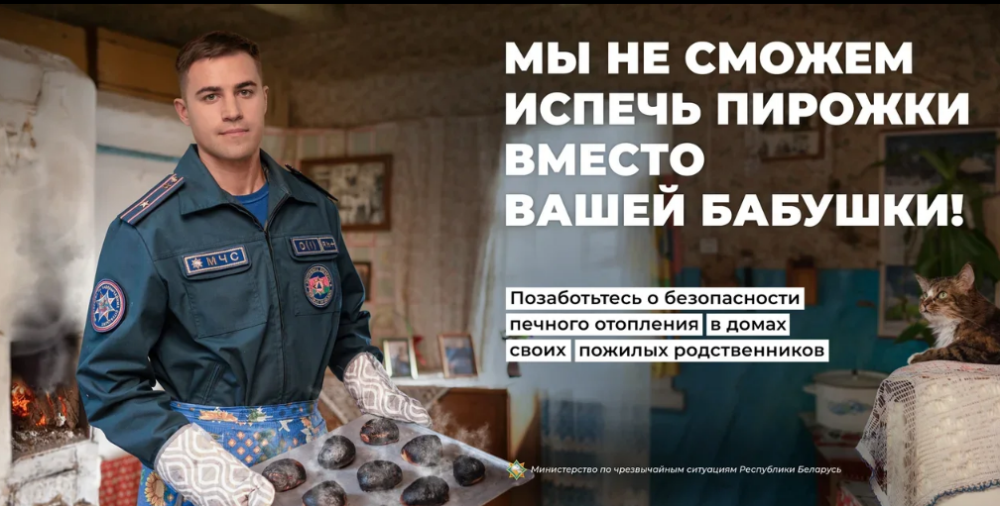 МЫ НЕ СМОЖЕМ
ИСПЕЧЬ ПИРОЖКИ
ВМЕСТО
ВАШЕЙ БАБУШКИ!
Позаботьтесь о безопасности
печного отопления в домах
своих пожилых родственников
МЧС
Министерство по чрезвычайным ситуациям Республики Беларусь